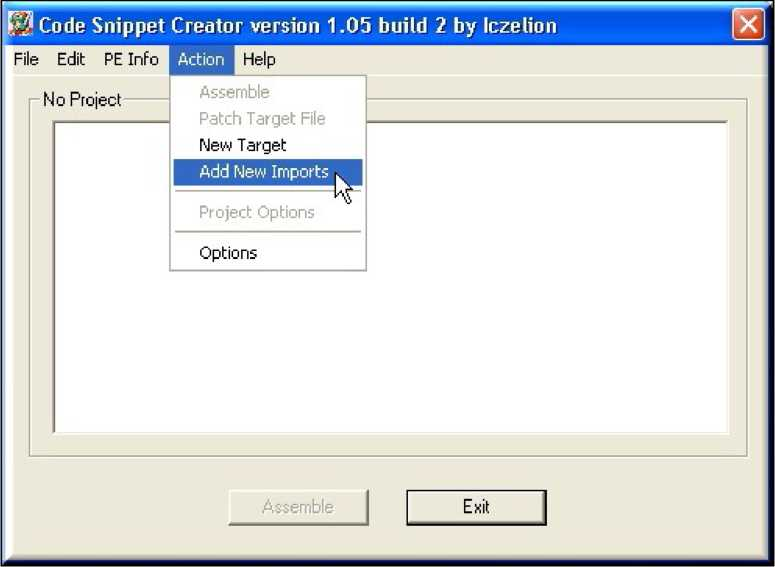 Code Snippet Creator version 1.05 build 2 by Iczelion
File Edit PE Info Action Help
No Project
Assemble
Patch Target File
New Target
Add New Imports
Project Options
Options
Assemble Exit